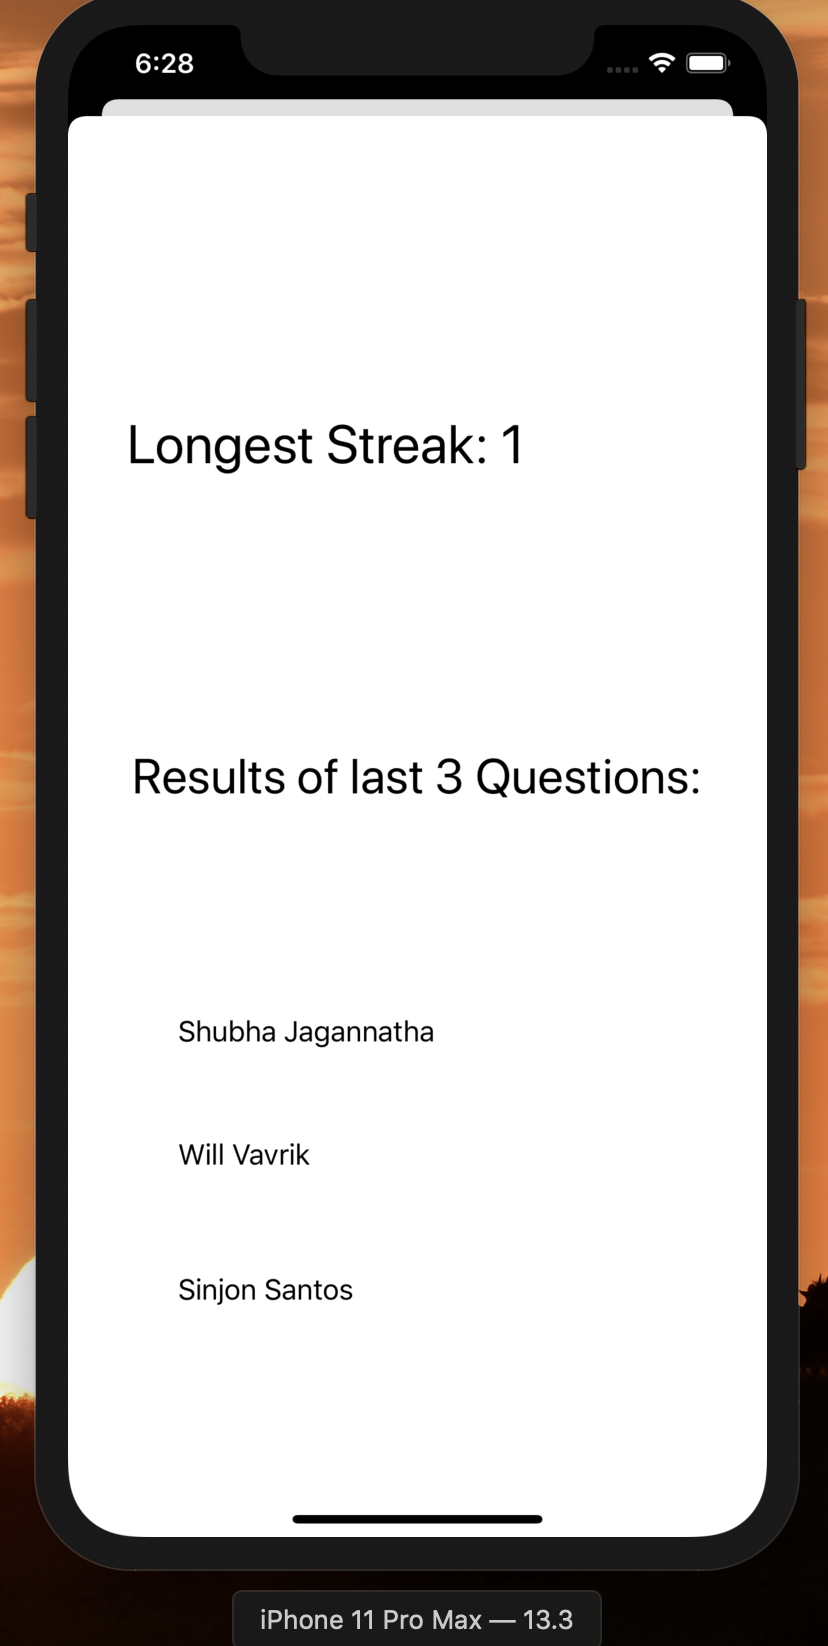 6:28
Longest Streak: 1
Results of last 3 Questions:
Shubha Jagannatha
Will Vavrik
Sinjon Santos
iPhone 11 Pro Max — 13.3